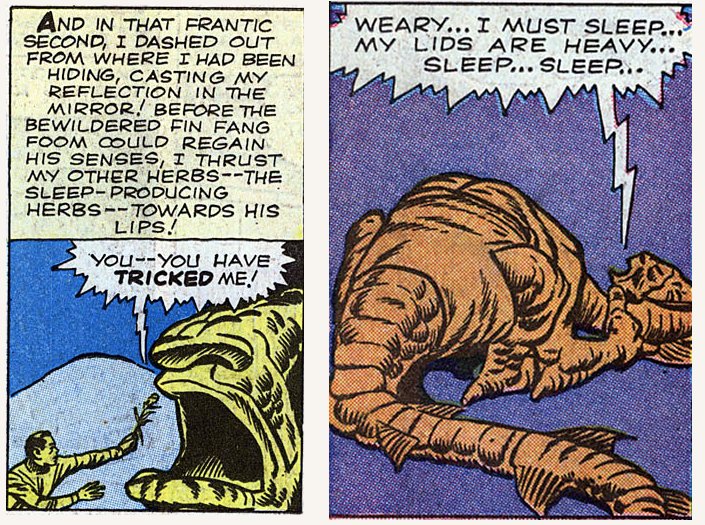 AND IN THAT FRANTIC
SECOND, I DASHED OUT
FROM WHERE I HAD BEEN
HIDING, CASTING MY
REFLECTION IN THE
MIRROR! BEFORE THE
BEWILDERED FIN FANG
FOOM COULD REGAIN
HIS SENSES, I THRUST
MY OTHER HERBS--THE
SLEEP-PRODUCING
HERBS--TOWARDS HIS
LIPS!
YOU--YOU HAVE
TRICKED ME!
WEARY... I MUST SLEEP...
MY LIDS ARE HEAVY...
SLEEP... SLEEP...